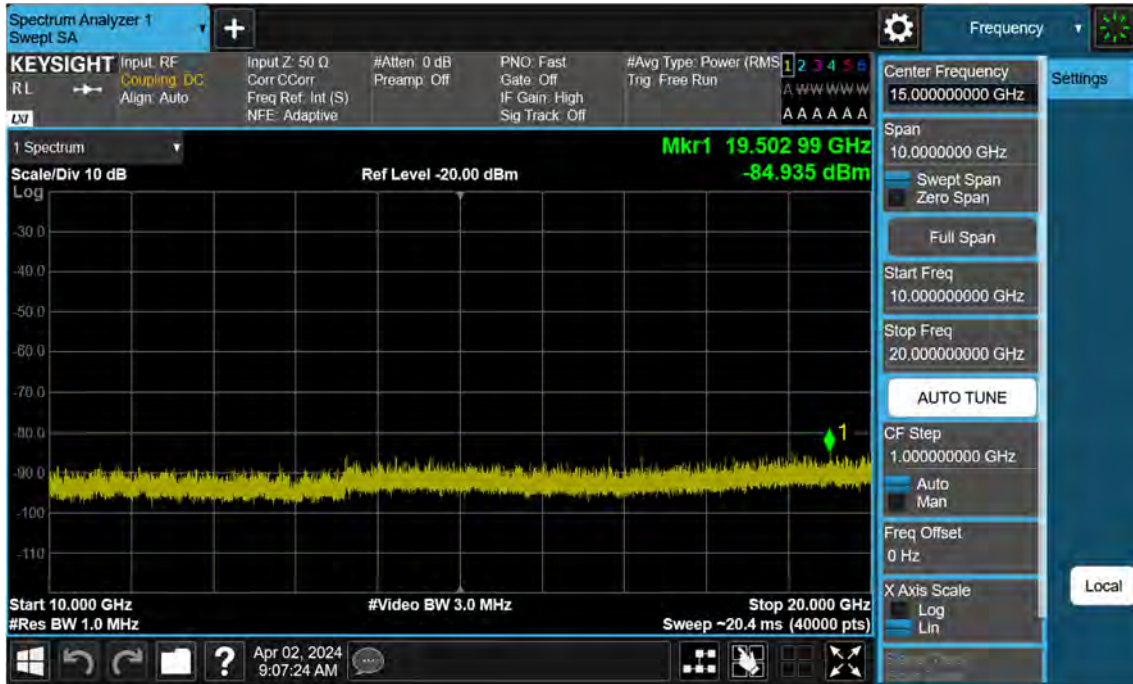 Spectrum Analyzer 1
Swept SA
+
Frequency
KEYSIGHT
RL
LXI
Input: RF
Coupling: DC
Align: Auto
Input Z: 50 Ω
Corr CCorr
Freq Ref: Int (S)
NFE: Adaptive
#Atten: 0 dB
Preamp: Off
PNO: Fast
Gate: Off
IF Gain: High
Sig Track: Off
#Avg Type: Power (RMS
Trig: Free Run
1 2 3 4 5 6
A W W W W W
A A A A A A
Center Frequency
15.000000000 GHz
Settings
1 Spectrum
Mkr1 19.502 99 GHz
-84.935 dBm
Scale/Div 10 dB
Ref Level -20.00 dBm
Log
-30.0
-40.0
-50.0
-60.0
-70.0
-80.0
-90.0
-100
-110
1
Start 10.000 GHz
#Video BW 3.0 MHz
Stop 20.000 GHz
#Res BW 1.0 MHz
Sweep ~20.4 ms (40000 pts)
Span
10.0000000 GHz
Swept Span
Zero Span
Full Span
Start Freq
10.000000000 GHz
Stop Freq
20.000000000 GHz
AUTO TUNE
CF Step
1.000000000 GHz
Auto
Man
Freq Offset
0 Hz
X Axis Scale
Log
Lin
Local
?
Apr 02, 2024
9:07:24 AM